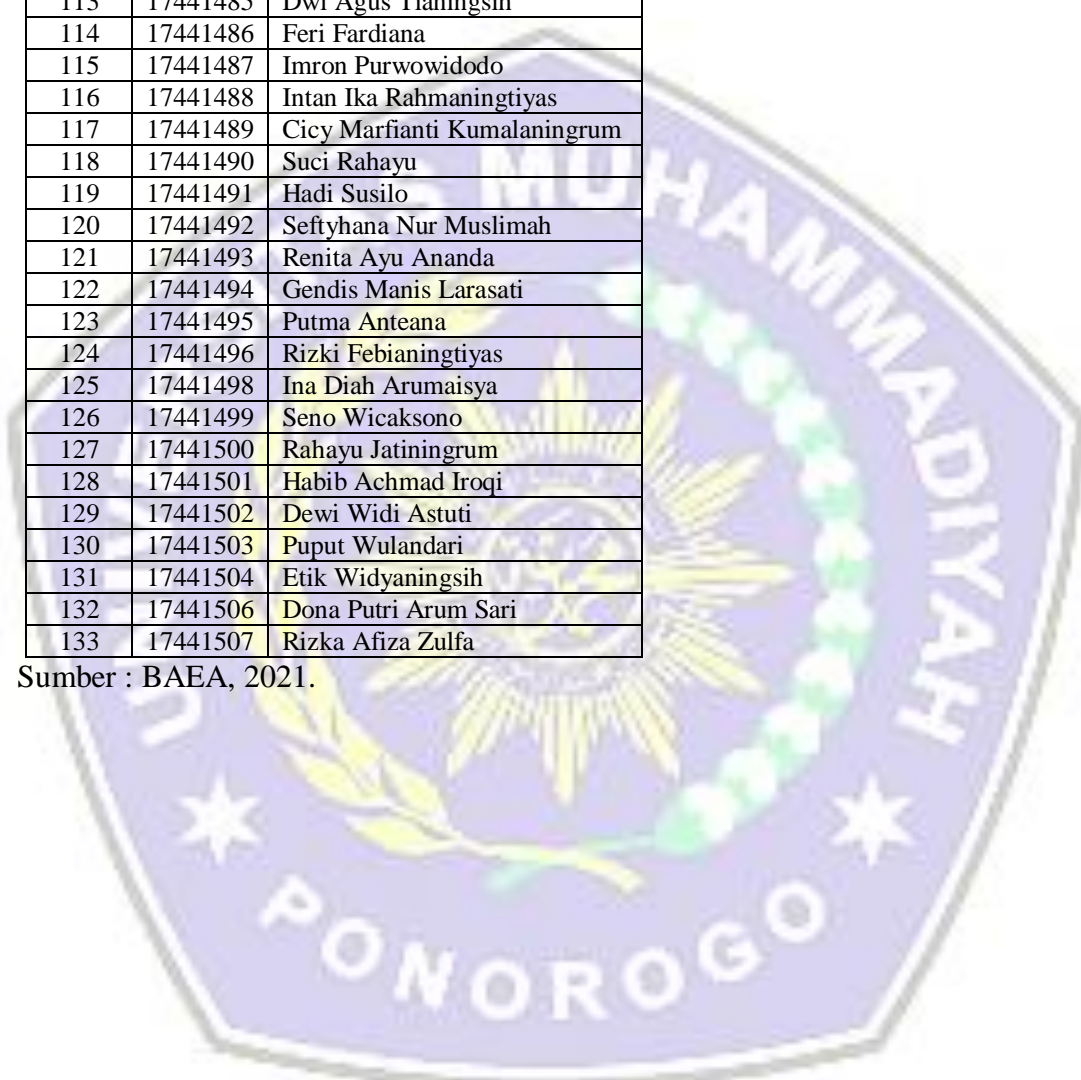 113 17441485 Dwi Agus Tianingsih
114 17441486 Feri Fardiana
115 17441487 Imron Purwowidodo
116 17441488 Intan Ika Rahmaningtiyas
117 17441489 Cicy Marfianti Kumalaningrum
118 17441490 Suci Rahayu
119 17441491 Hadi Susilo
120 17441492 Seftyhana Nur Muslimah
121 17441493 Renita Ayu Ananda
122 17441494 Gendis Manis Larasati
123 17441495 Putma Anteana
124 17441496 Rizki Febianingtiyas
125 17441498 Ina Diah Arumaisya
126 17441499 Seno Wicaksono
127 17441500 Rahayu Jatiningrum
128 17441501 Habib Achmad Iroqi
129 17441502 Dewi Widi Astuti
130 17441503 Puput Wulandari
131 17441504 Etik Widyaningsih
132 17441506 Dona Putri Arum Sari
133 17441507 Rizka Afiza Zulfa
Sumber : BAEA, 2021.
MUHAMMADIYAH
PONOROGO